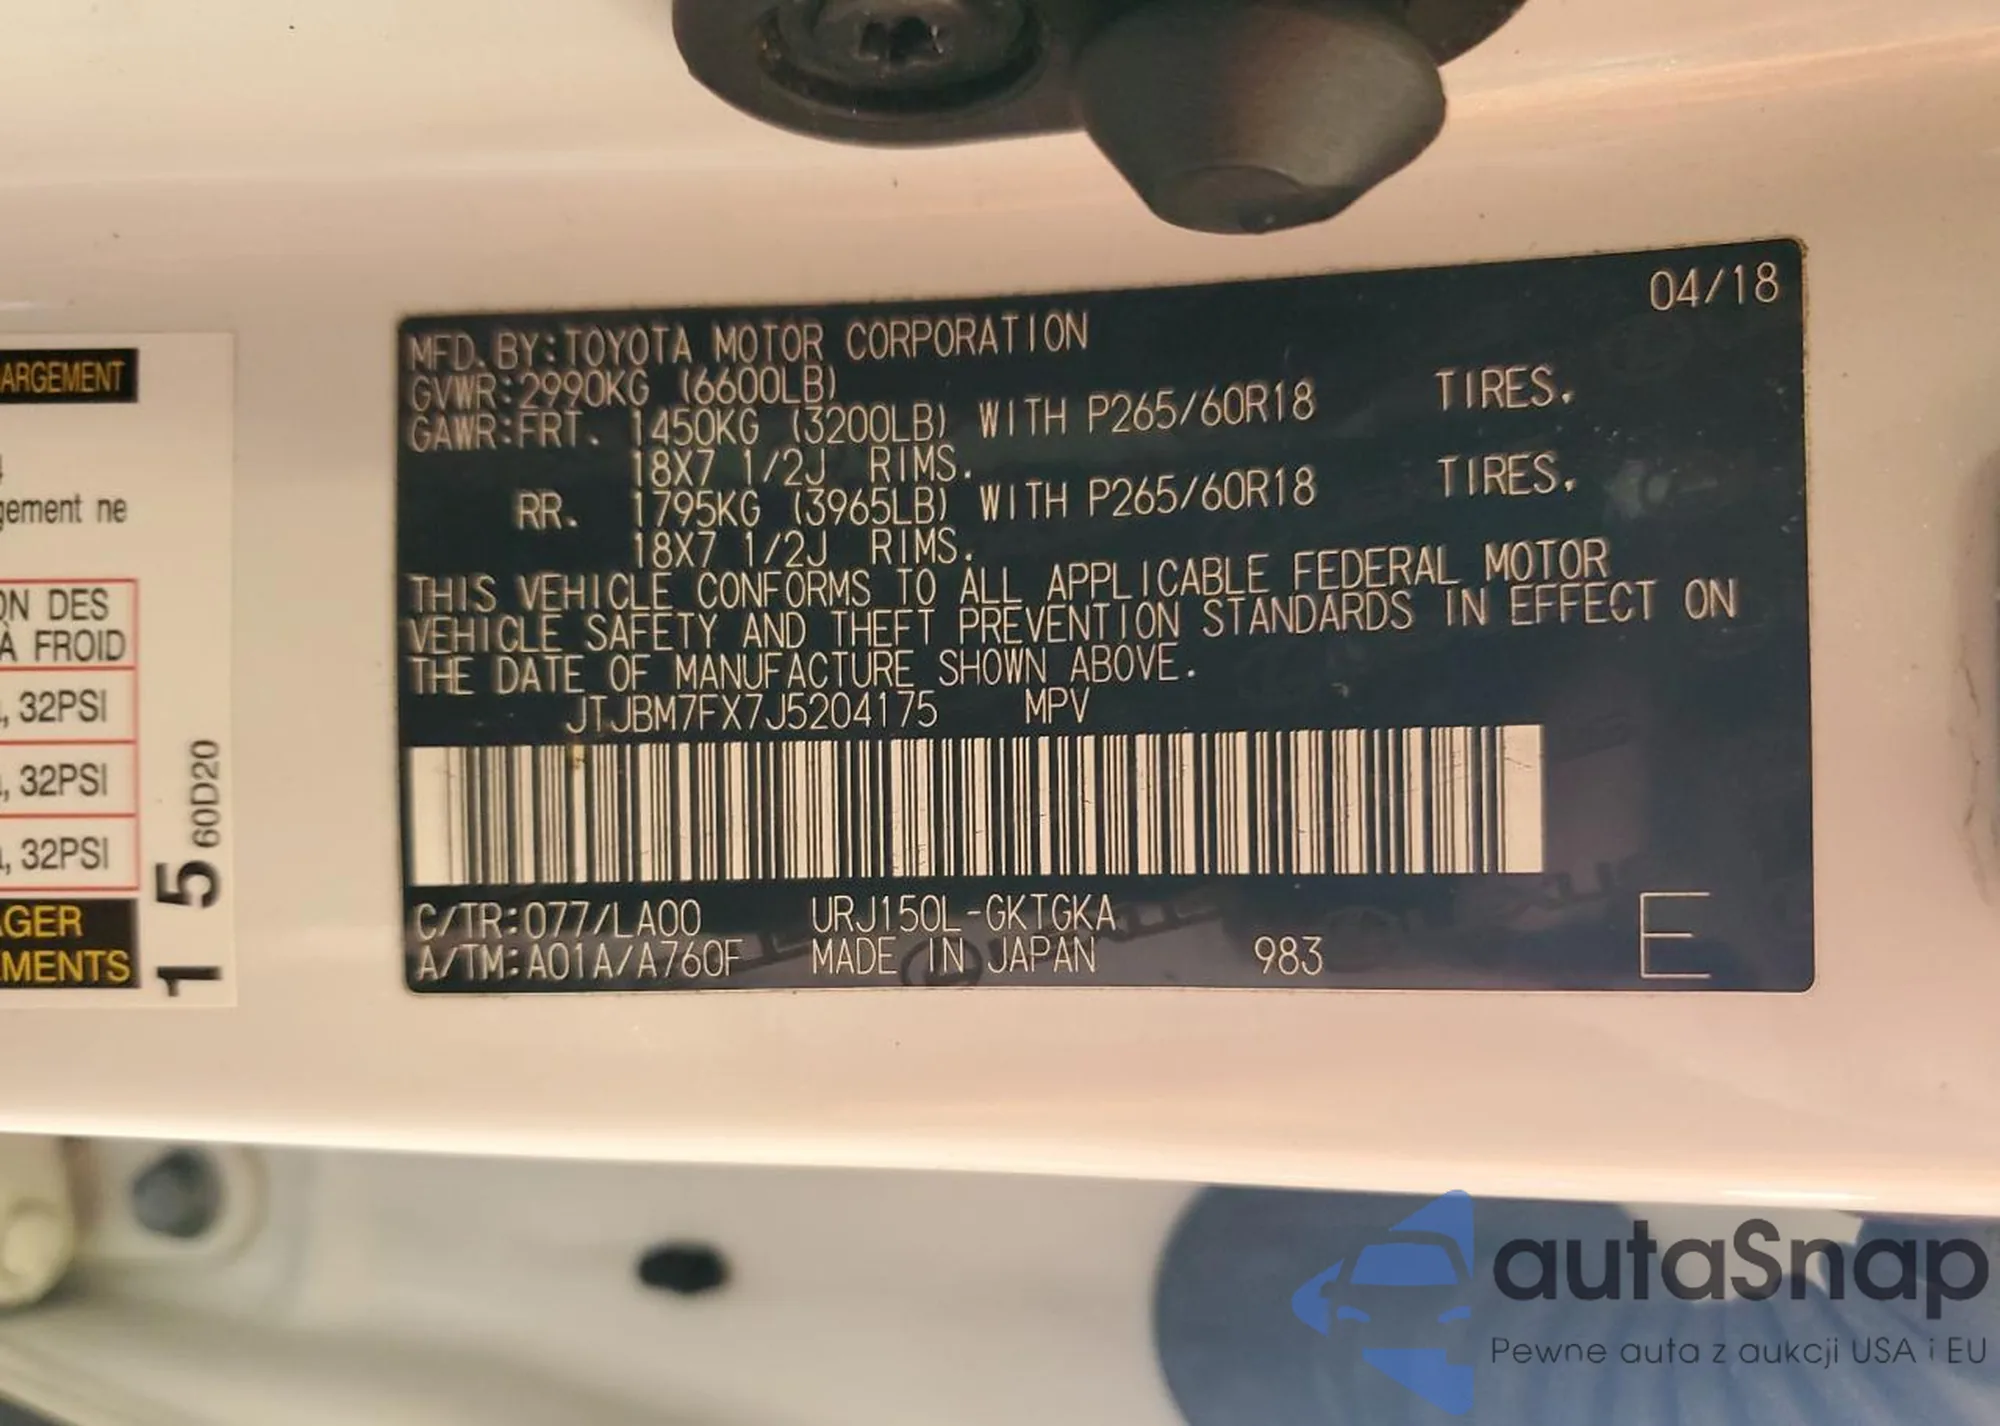 ARGEMENT
gement ne
ON DES
À FROID
, 32PSI
, 32PSI
, 32PSI
AGER
MENTS
1 5 60D20
04/18
MFD. BY:TOYOTA MOTOR CORPORATION
GVWR:2990KG (6600LB)
GAWR:FRT. 1450KG (3200LB) WITH P265/60R18 TIRES.
18X7 1/2J RIMS.
RR. 1795KG (3965LB) WITH P265/60R18 TIRES.
18X7 1/2J RIMS.
THIS VEHICLE CONFORMS TO ALL APPLICABLE FEDERAL MOTOR
VEHICLE SAFETY AND THEFT PREVENTION STANDARDS IN EFFECT ON
THE DATE OF MANUFACTURE SHOWN ABOVE.
JTJBM7FX7J5204175 MPV
C/TR:077/LA00 URJ150L-GKTGKA
A/TM:A01A/A760F MADE IN JAPAN 983 E
autaSnap
Pewne auta z aukcji USA i EU